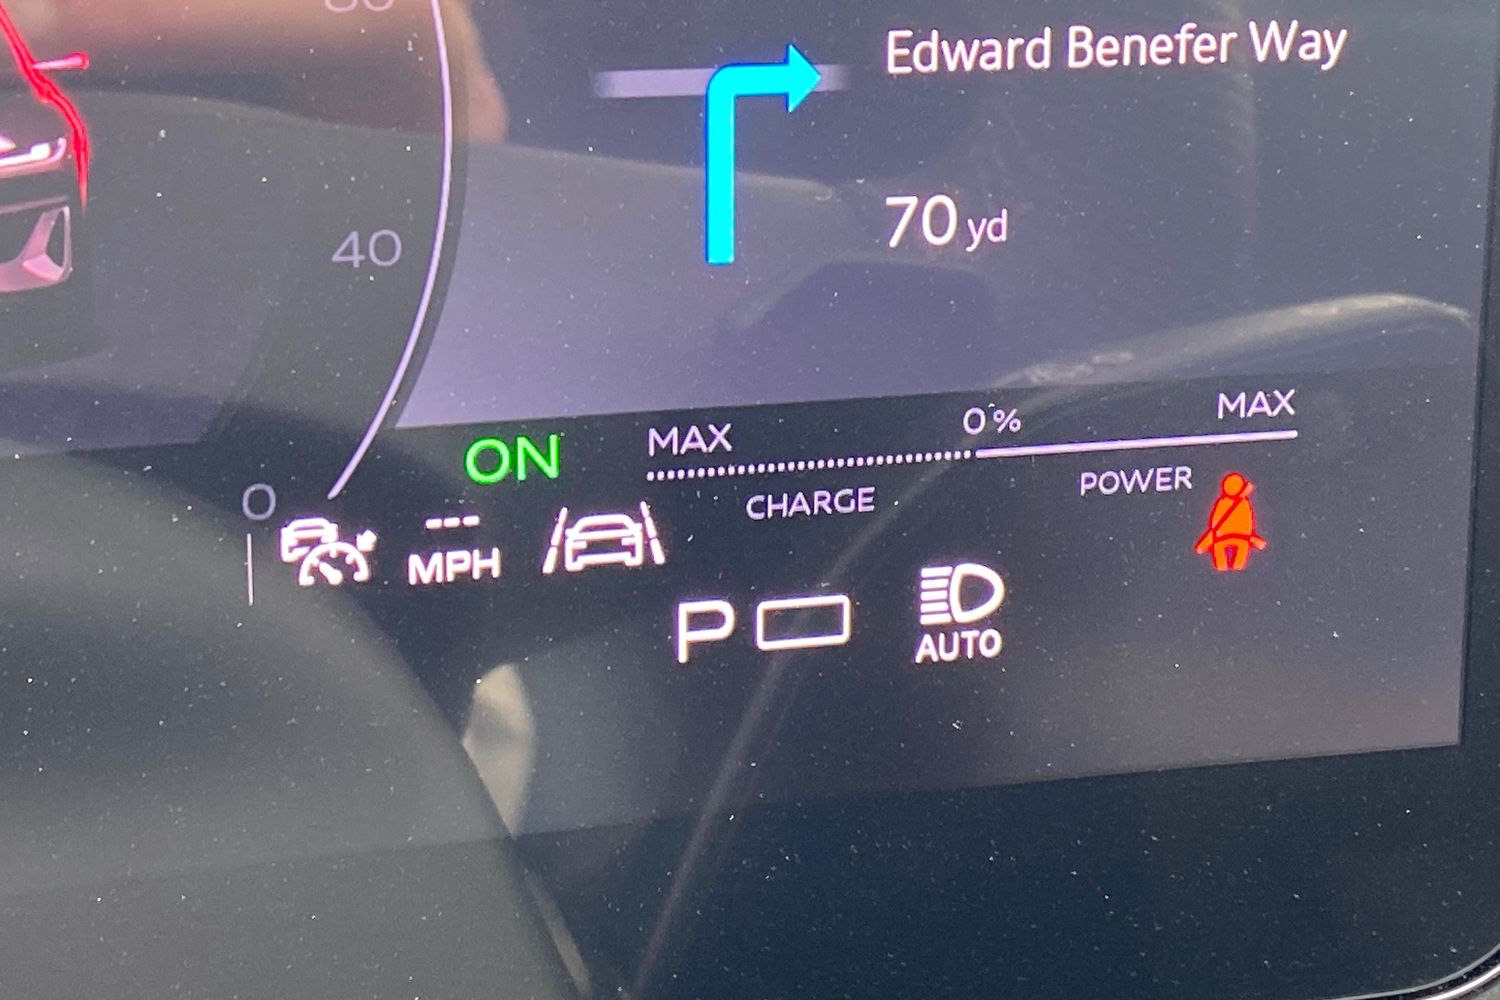 Edward Benefer Way
70 yd
40
0
ON
MAX
0%
MAX
CHARGE
POWER
---
MPH
P
AUTO